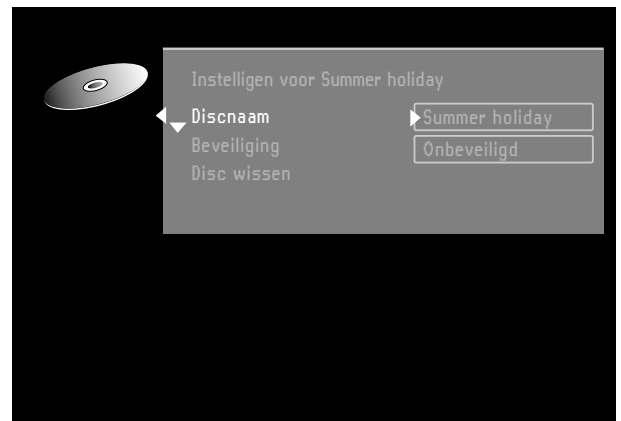 Instelligen voor Summer holiday
Discnaam Summer holiday
Beveiliging Onbeveiligd
Disc wissen